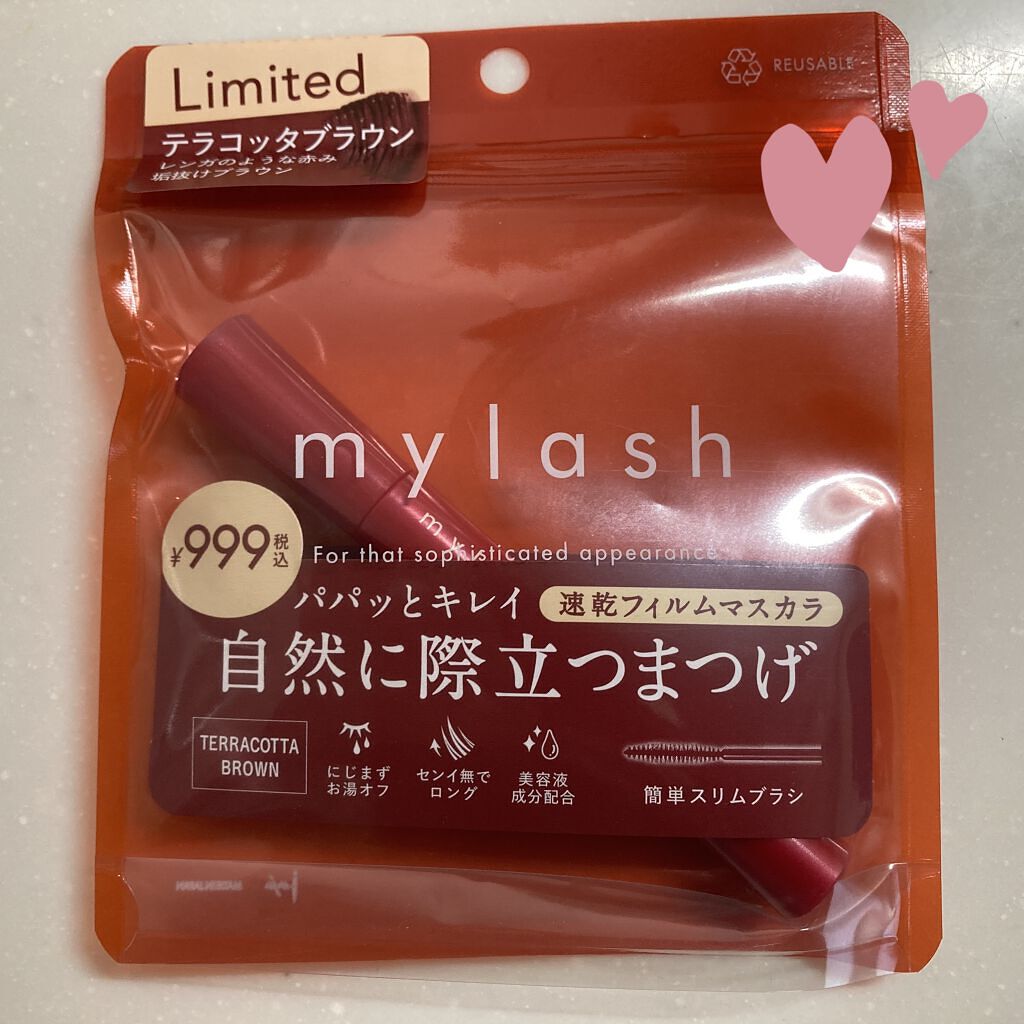 Limited
テラコッタブラウン
レンガのような赤み
垢抜けブラウン
REUSABLE
mylash
¥999税込
For that sophisticated appearance
パパッとキレイ 速乾フィルムマスカラ
自然に際立つまつげ
TERRACOTTA
BROWN
にじまず
お湯オフ
センイ無で
ロング
美容液
成分配合
簡単スリムブラシ
MADE IN JAPAN